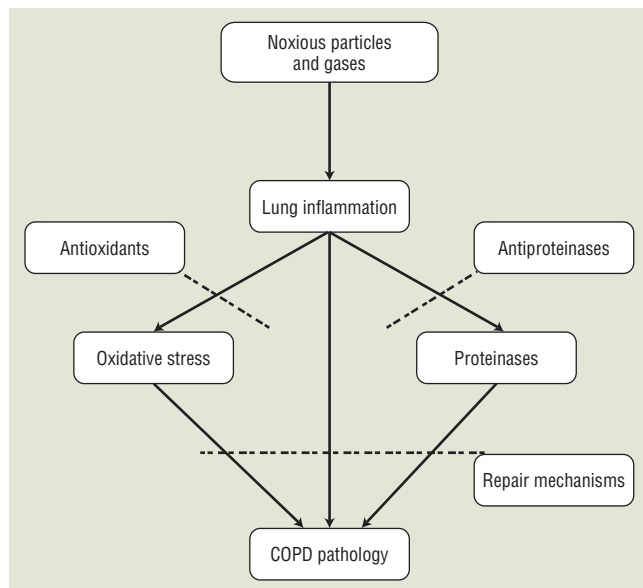 Noxious particles
and gases
Lung inflammation
Antioxidants
Antiproteinases
Oxidative stress
Proteinases
Repair mechanisms
COPD pathology